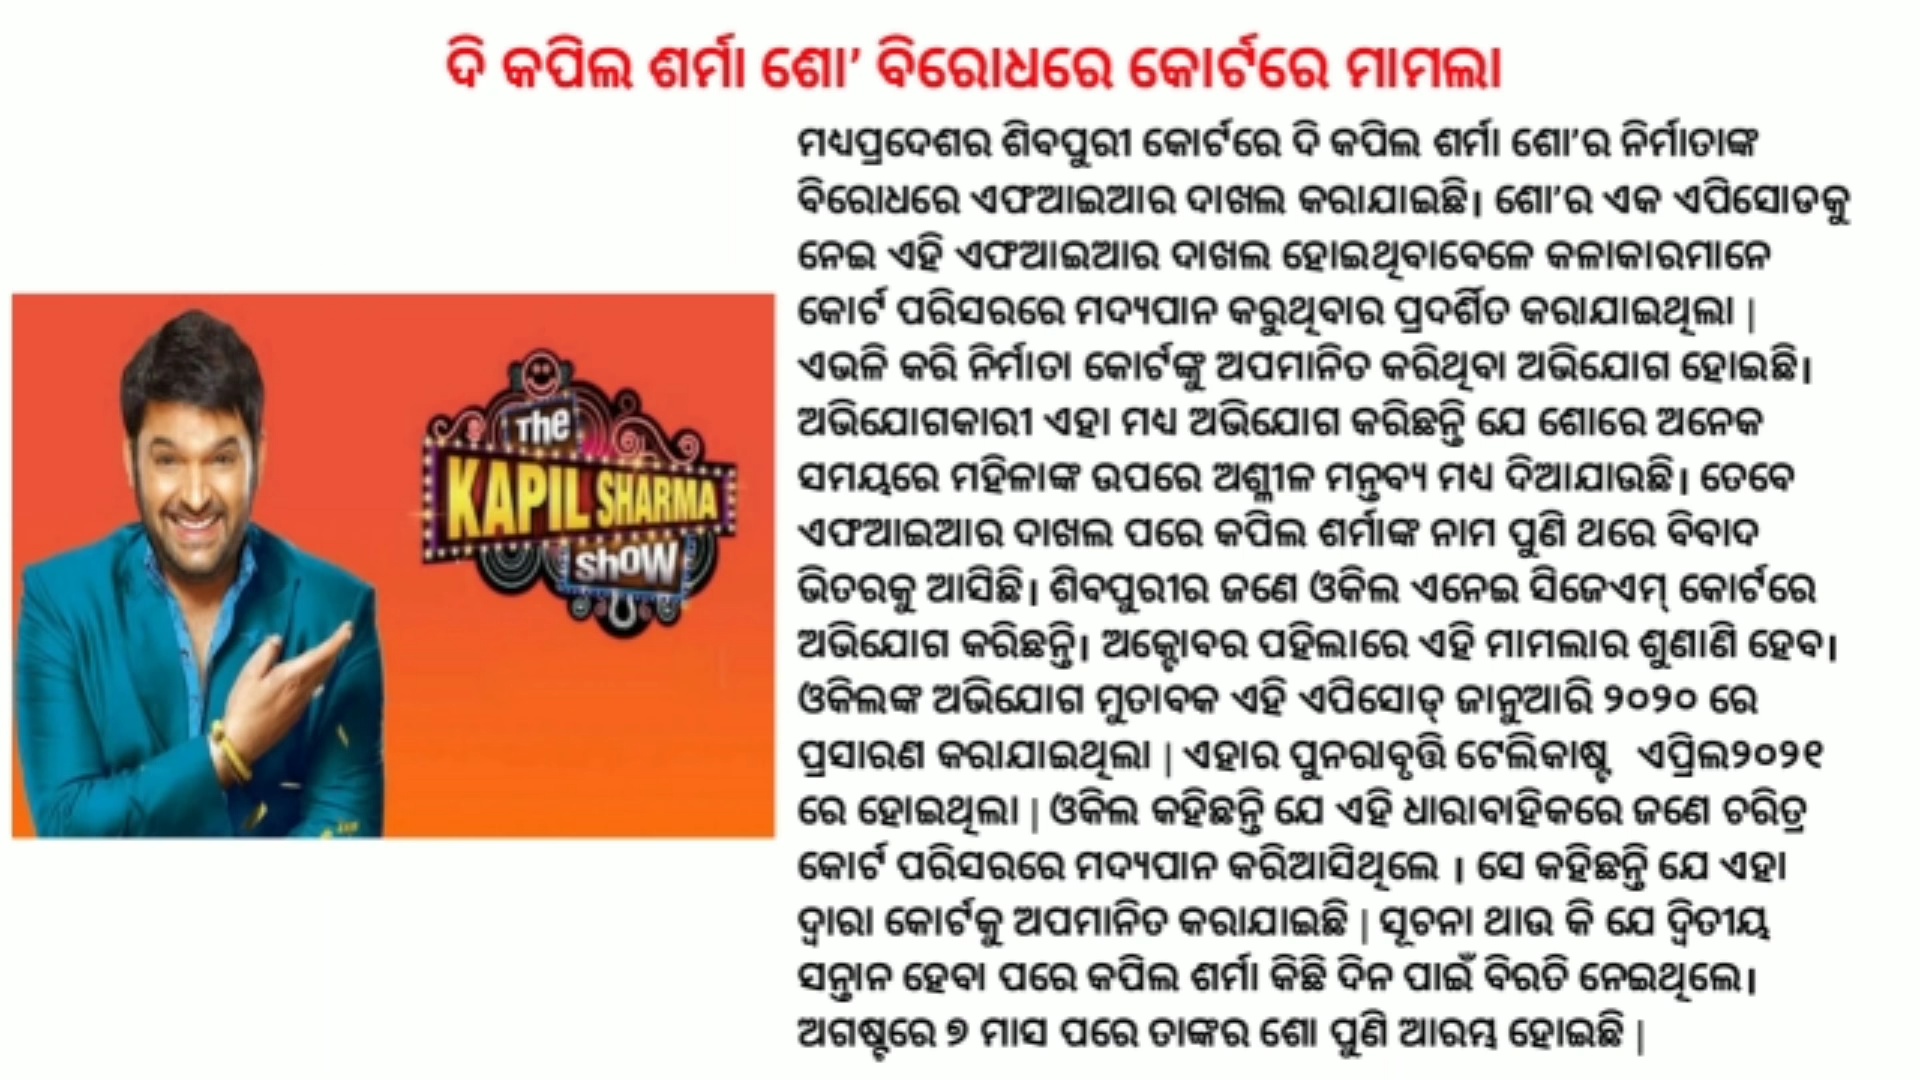 ଦି କପିଲ ଶର୍ମା ଶୋ’ ବିରୋଧରେ କୋର୍ଟରେ ମାମଲା
ମଧ୍ୟପ୍ରଦେଶର ଶିବପୁରୀ କୋର୍ଟରେ ଦି କପିଲ ଶର୍ମା ଶୋ’ର ନିର୍ମାତାଙ୍କ
ବିରୋଧରେ ଏଫଆଇଆର ଦାଖଲ କରାଯାଇଛି। ଶୋ’ର ଏକ ଏପିସୋଡକୁ
ନେଇ ଏହି ଏଫଆଇଆର ଦାଖଲ ହୋଇଥିବାବେଳେ କଳାକାରମାନେ
କୋର୍ଟ ପରିସରରେ ମଦ୍ୟପାନ କରୁଥିବାର ପ୍ରଦର୍ଶିତ କରାଯାଇଥିଲା |
ଏଭଳି କରି ନିର୍ମାତା କୋର୍ଟଙ୍କୁ ଅପମାନିତ କରିଥିବା ଅଭିଯୋଗ ହୋଇଛି।
ଅଭିଯୋଗକାରୀ ଏହା ମଧ୍ୟ ଅଭିଯୋଗ କରିଛନ୍ତି ଯେ ଶୋରେ ଅନେକ
ସମୟରେ ମହିଳାଙ୍କ ଉପରେ ଅଶ୍ଳୀଳ ମନ୍ତବ୍ୟ ମଧ୍ୟ ଦିଆଯାଉଛି। ତେବେ
ଏଫଆଇଆର ଦାଖଲ ପରେ କପିଲ ଶର୍ମାଙ୍କ ନାମ ପୁଣି ଥରେ ବିବାଦ
ଭିତରକୁ ଆସିଛି। ଶିବପୁରୀର ଜଣେ ଓକିଲ ଏନେଇ ସିଜେଏମ୍ କୋର୍ଟରେ
ଅଭିଯୋଗ କରିଛନ୍ତି। ଅକ୍ଟୋବର ପହିଲାରେ ଏହି ମାମଲାର ଶୁଣାଣି ହେବ।
ଓକିଲଙ୍କ ଅଭିଯୋଗ ମୁତାବକ ଏହି ଏପିସୋଡ୍ ଜାନୁଆରି ୨୦୨୦ ରେ
ପ୍ରସାରଣ କରାଯାଇଥିଲା | ଏହାର ପୁନରାବୃତ୍ତି ଟେଲିକାଷ୍ଟ ଏପ୍ରିଲ୨୦୨୧
ରେ ହୋଇଥିଲା | ଓକିଲ କହିଛନ୍ତି ଯେ ଏହି ଧାରାବାହିକରେ ଜଣେ ଚରିତ୍ର
କୋର୍ଟ ପରିସରରେ ମଦ୍ୟପାନ କରିଆସିଥିଲେ । ସେ କହିଛନ୍ତି ଯେ ଏହା
ଦ୍ୱାରା କୋର୍ଟକୁ ଅପମାନିତ କରାଯାଇଛି | ସୂଚନା ଥାଉ କି ଯେ ଦ୍ୱିତୀୟ
ସନ୍ତାନ ହେବା ପରେ କପିଲ ଶର୍ମା କିଛି ଦିନ ପାଇଁ ବିରତି ନେଇଥିଲେ।
ଅଗଷ୍ଟରେ ୭ ମାସ ପରେ ତାଙ୍କର ଶୋ ପୁଣି ଆରମ୍ଭ ହୋଇଛି |
The
KAPIL SHARMA
Show